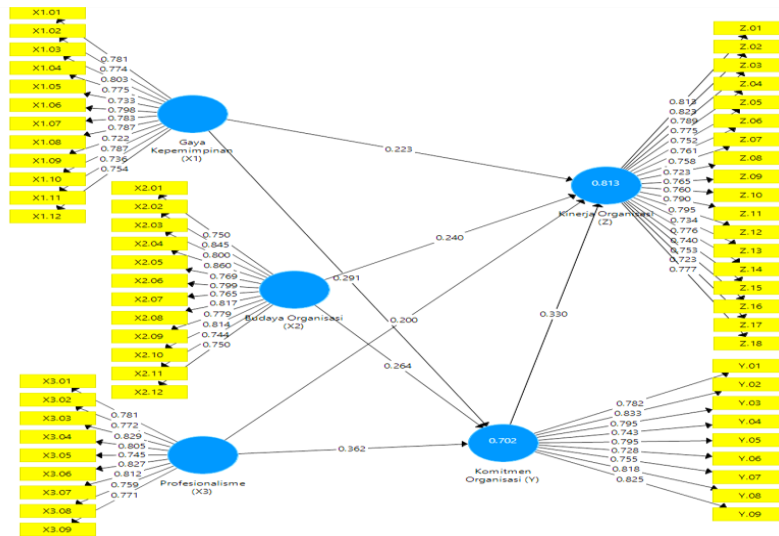 X1.01
X1.02
X1.03
X1.04
X1.05
X1.06
X1.07
X1.08
X1.09
X1.10
X1.11
X1.12
0.781
0.774
0.803
0.775
0.733
0.798
0.783
0.787
0.722
0.787
0.736
0.754
Gaya
Kepemimpinan
(X1)
0.223
0.291
X2.01
X2.02
X2.03
X2.04
X2.05
X2.06
X2.07
X2.08
X2.09
X2.10
X2.11
X2.12
0.750
0.845
0.800
0.860
0.769
0.799
0.765
0.817
0.779
0.814
0.744
0.750
Budaya Organisasi
(X2)
0.240
0.264
X3.01
X3.02
X3.03
X3.04
X3.05
X3.06
X3.07
X3.08
X3.09
0.781
0.772
0.829
0.805
0.745
0.827
0.812
0.759
0.771
Profesionalisme
(X3)
0.200
0.362
0.813
Kinerja Organisasi
(Z)
0.813
0.823
0.789
0.775
0.752
0.761
0.758
0.723
0.765
0.760
0.790
0.795
0.734
0.776
0.740
0.753
0.723
0.777
Z.01
Z.02
Z.03
Z.04
Z.05
Z.06
Z.07
Z.08
Z.09
Z.10
Z.11
Z.12
Z.13
Z.14
Z.15
Z.16
Z.17
Z.18
0.330
0.702
Komitmen
Organisasi (Y)
0.782
0.833
0.795
0.743
0.795
0.728
0.755
0.818
0.825
Y.01
Y.02
Y.03
Y.04
Y.05
Y.06
Y.07
Y.08
Y.09